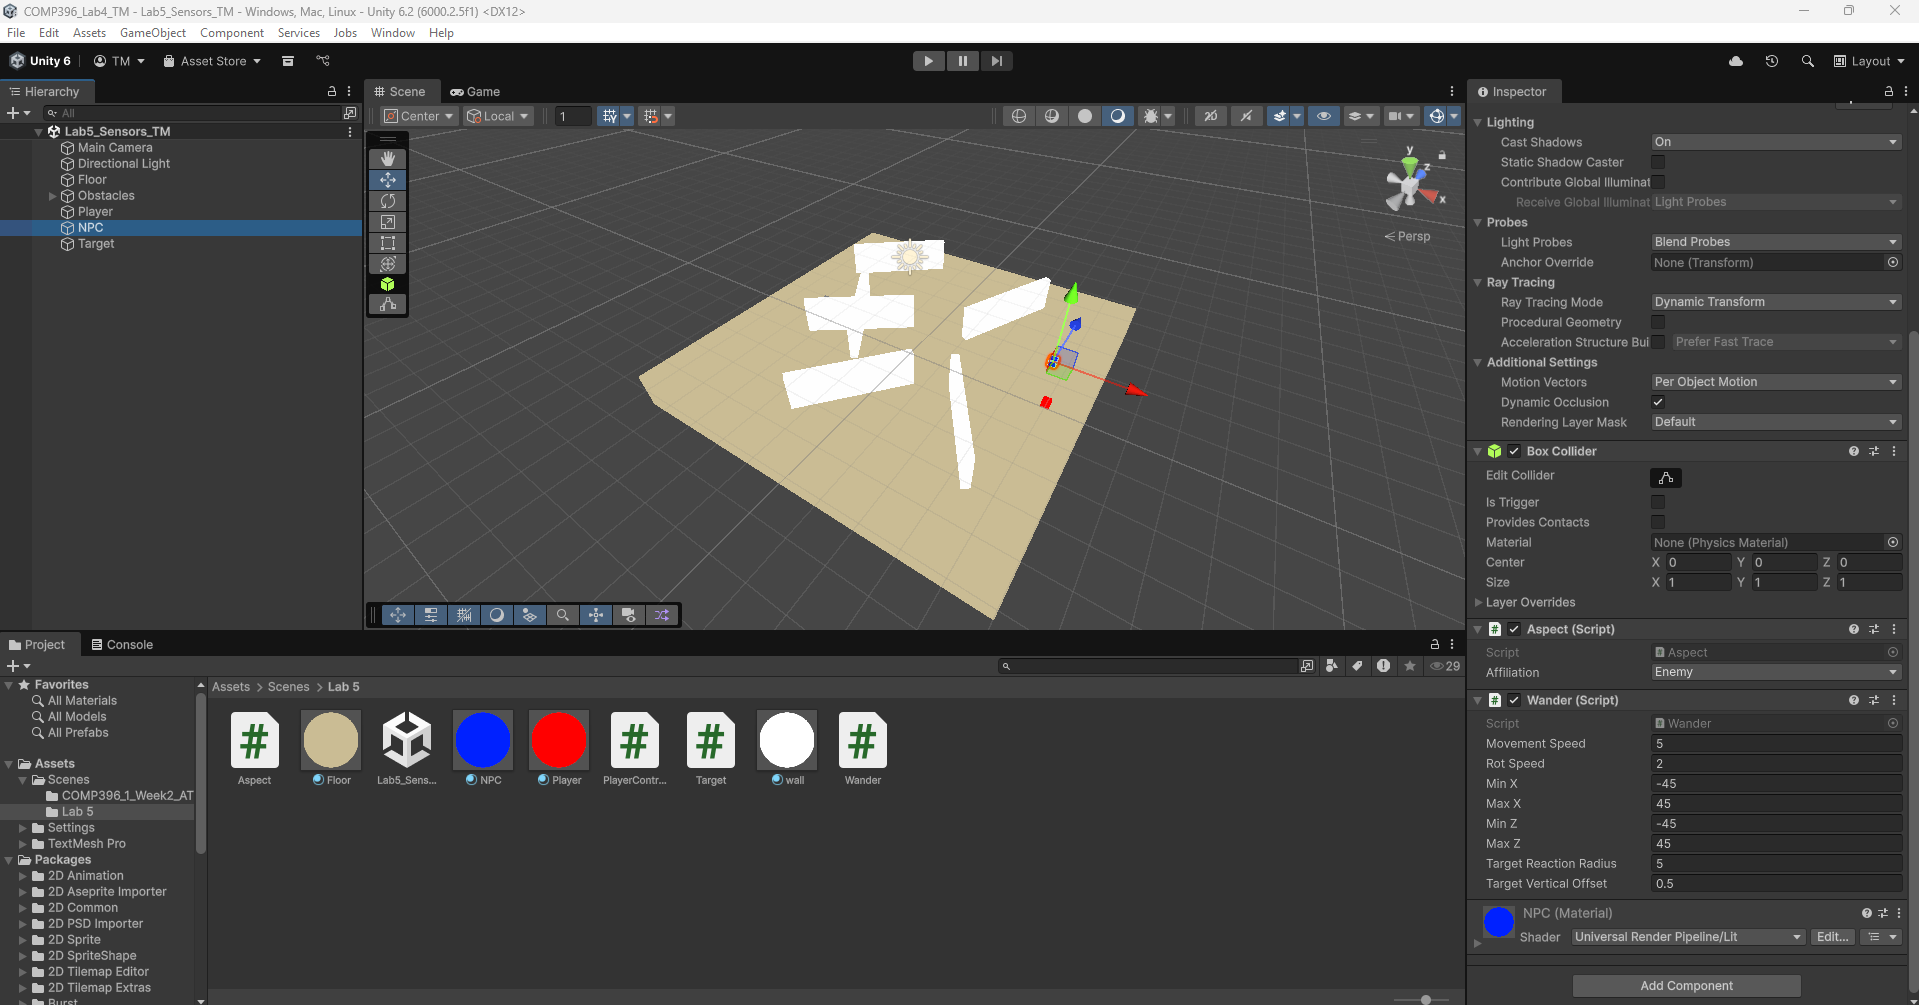 COMP396_Lab4_TM - Lab5_Sensors_TM - Windows, Mac, Linux - Unity 6.2 (6000.2.5f1) <DX12>
File Edit Assets GameObject Component Services Jobs Window Help
Unity 6 TM Asset Store Layout
Hierarchy
All
Lab5_Sensors_TM
Main Camera
Directional Light
Floor
Obstacles
Player
NPC
Target
Scene Game
Center Local 1 2D
y
z
x
Persp
Inspector
Lighting
Cast Shadows On
Static Shadow Caster
Contribute Global Illuminat
Receive Global Illuminat Light Probes
Probes
Light Probes Blend Probes
Anchor Override None (Transform)
Ray Tracing
Ray Tracing Mode Dynamic Transform
Procedural Geometry
Acceleration Structure Bui Prefer Fast Trace
Additional Settings
Motion Vectors Per Object Motion
Dynamic Occlusion
Rendering Layer Mask Default
Box Collider
Edit Collider
Is Trigger
Provides Contacts
Material None (Physics Material)
Center X 0 Y 0 Z 0
Size X 1 Y 1 Z 1
Layer Overrides
Aspect (Script)
Script Aspect
Affiliation Enemy
Wander (Script)
Script Wander
Movement Speed 5
Rot Speed 2
Min X -45
Max X 45
Min Z -45
Max Z 45
Target Reaction Radius 5
Target Vertical Offset 0.5
NPC (Material)
Shader Universal Render Pipeline/Lit Edit...
Add Component
Project Console
29
Favorites
All Materials
All Models
All Prefabs
Assets
Scenes
COMP396_1_Week2_AT
Lab 5
Settings
TextMesh Pro
Packages
2D Animation
2D Aseprite Importer
2D Common
2D PSD Importer
2D Sprite
2D SpriteShape
2D Tilemap Editor
2D Tilemap Extras
Burst
Assets > Scenes > Lab 5
Aspect Floor Lab5_Sens... NPC Player PlayerContr... Target wall Wander